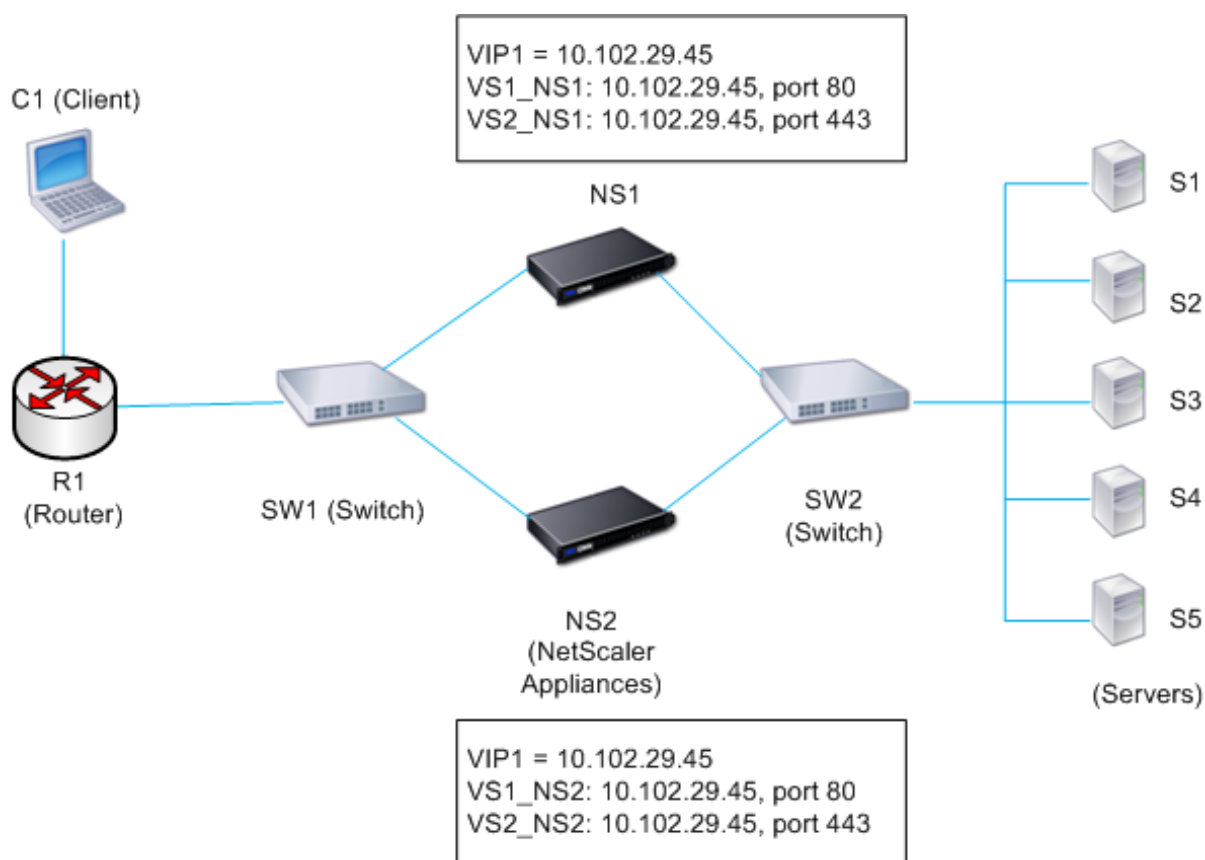 VIP1 = 10.102.29.45
VS1_NS1: 10.102.29.45, port 80
VS2_NS1: 10.102.29.45, port 443
C1 (Client)
NS1
S1
S2
S3
S4
S5
(Servers)
R1
(Router)
SW1 (Switch)
SW2
(Switch)
NS2
(NetScaler
Appliances)
VIP1 = 10.102.29.45
VS1_NS2: 10.102.29.45, port 80
VS2_NS2: 10.102.29.45, port 443